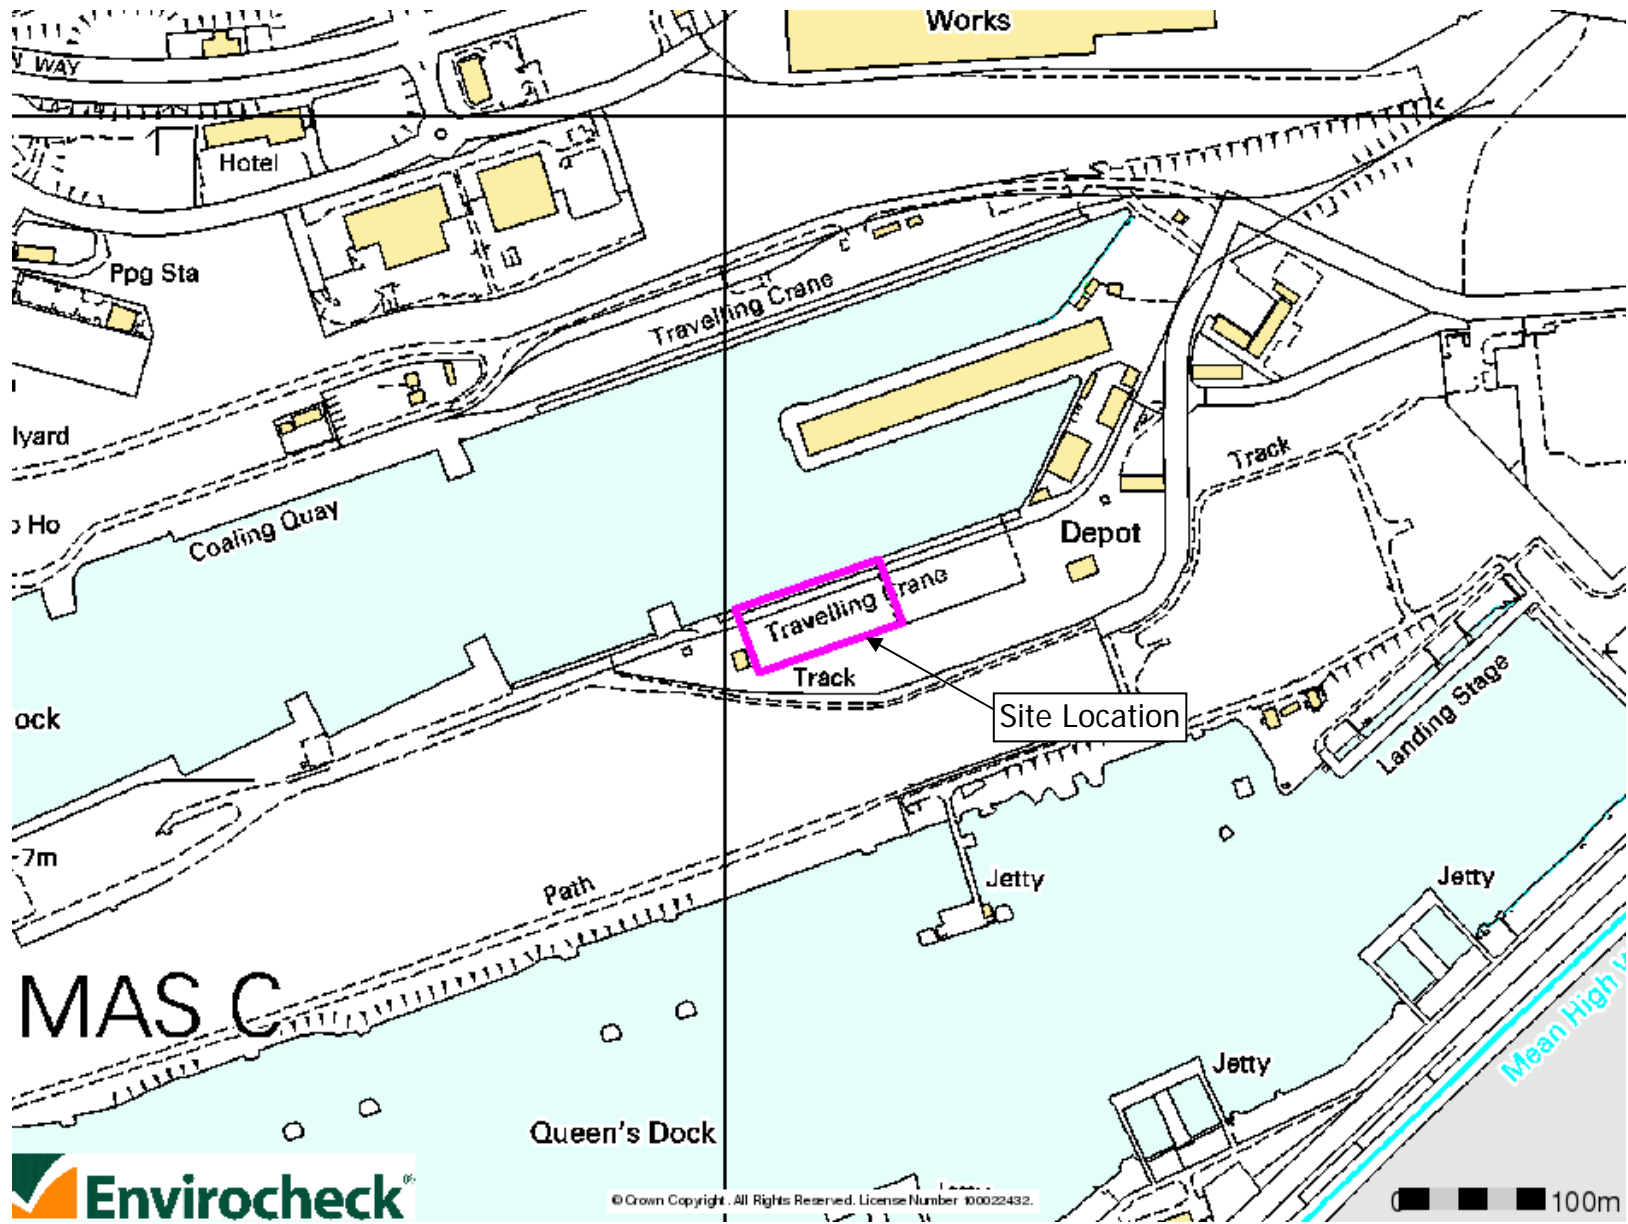 Works
WAY
Hotel
Ppg Sta
Travelling Crane
lyard
Track
Coaling Quay
Ho
Depot
Travelling Crane
Track
Site Location
ock
Landing Stage
7m
Path
Jetty
Jetty
MAS C
Mean High
Jetty
Queen's Dock
Envirocheck®
© Crown Copyright. All Rights Reserved. License Number 100022432.
0 100m